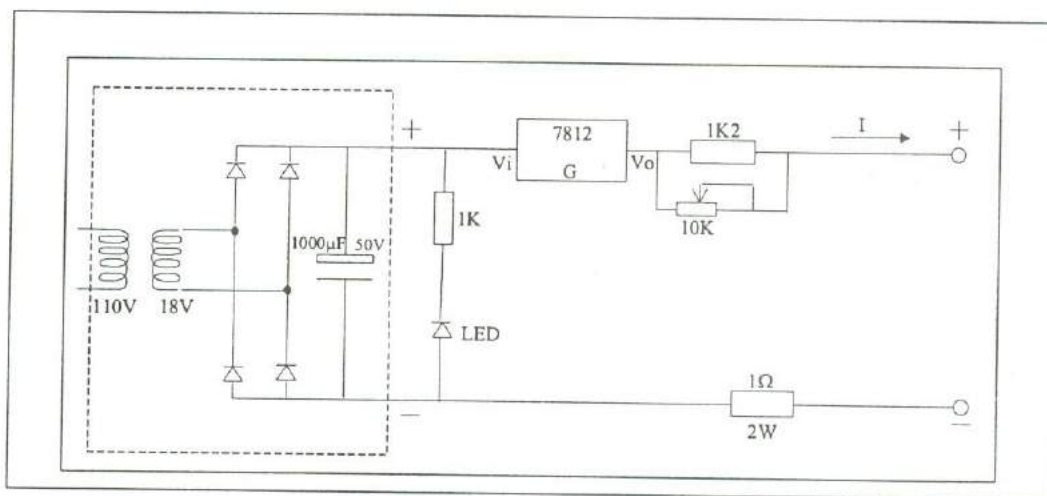 +
7812
1K2
I
+
Vi
Vo
G
1K
10K
1000µF 50V
110V
18V
LED
1Ω
2W